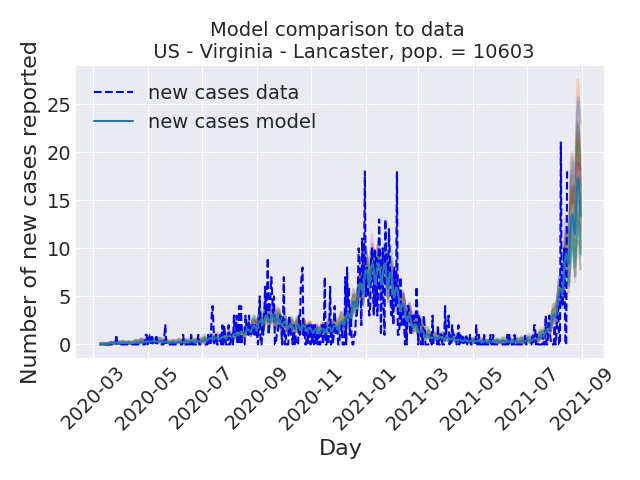 Model comparison to data
US - Virginia - Lancaster, pop. = 10603
Number of new cases reported
25
20
15
10
5
0
new cases data
new cases model
2020-03
2020-05
2020-07
2020-09
2020-11
2021-01
2021-03
2021-05
2021-07
2021-09
Day